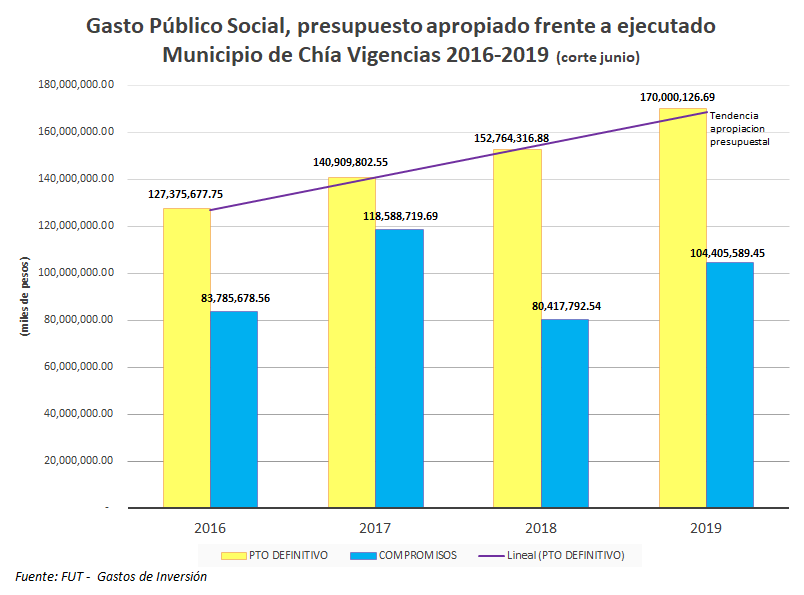 Gasto Público Social, presupuesto apropiado frente a ejecutado
Municipio de Chía Vigencias 2016-2019 (corte junio)
180,000,000.00
160,000,000.00
140,000,000.00
120,000,000.00
100,000,000.00
80,000,000.00
60,000,000.00
40,000,000.00
20,000,000.00
-
(miles de pesos)
127,375,677.75
83,785,678.56
140,909,802.55
118,588,719.69
152,764,316.88
80,417,792.54
170,000,126.69
104,405,589.45
Tendencia
apropiacion
presupuestal
2016
2017
2018
2019
PTO DEFINITIVO
COMPROMISOS
Lineal (PTO DEFINITIVO)
Fuente: FUT - Gastos de Inversión